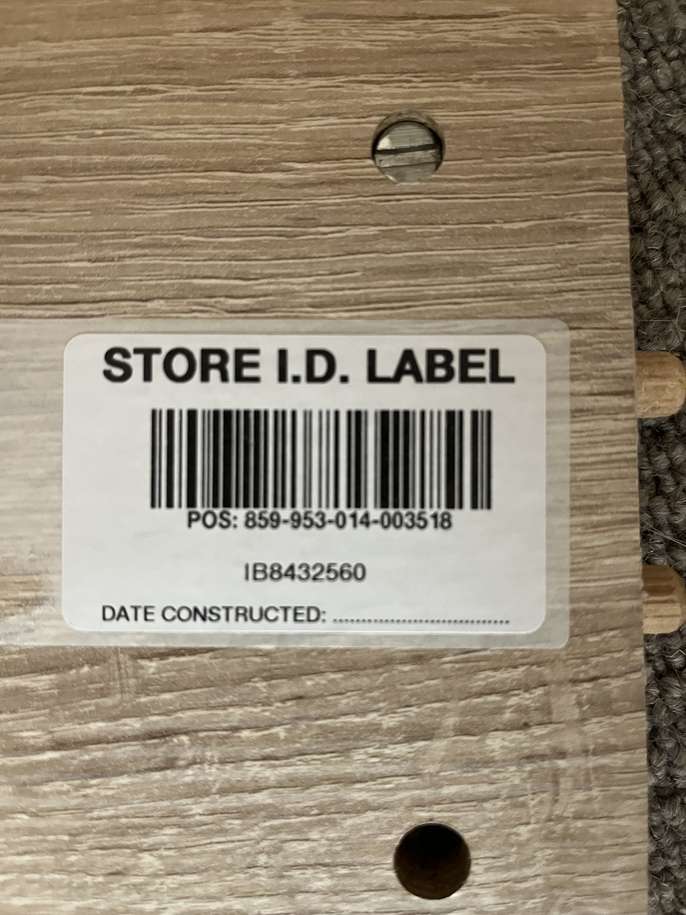 STORE I.D. LABEL
POS: 859-953-014-003518
IB8432560
DATE CONSTRUCTED: ...............................